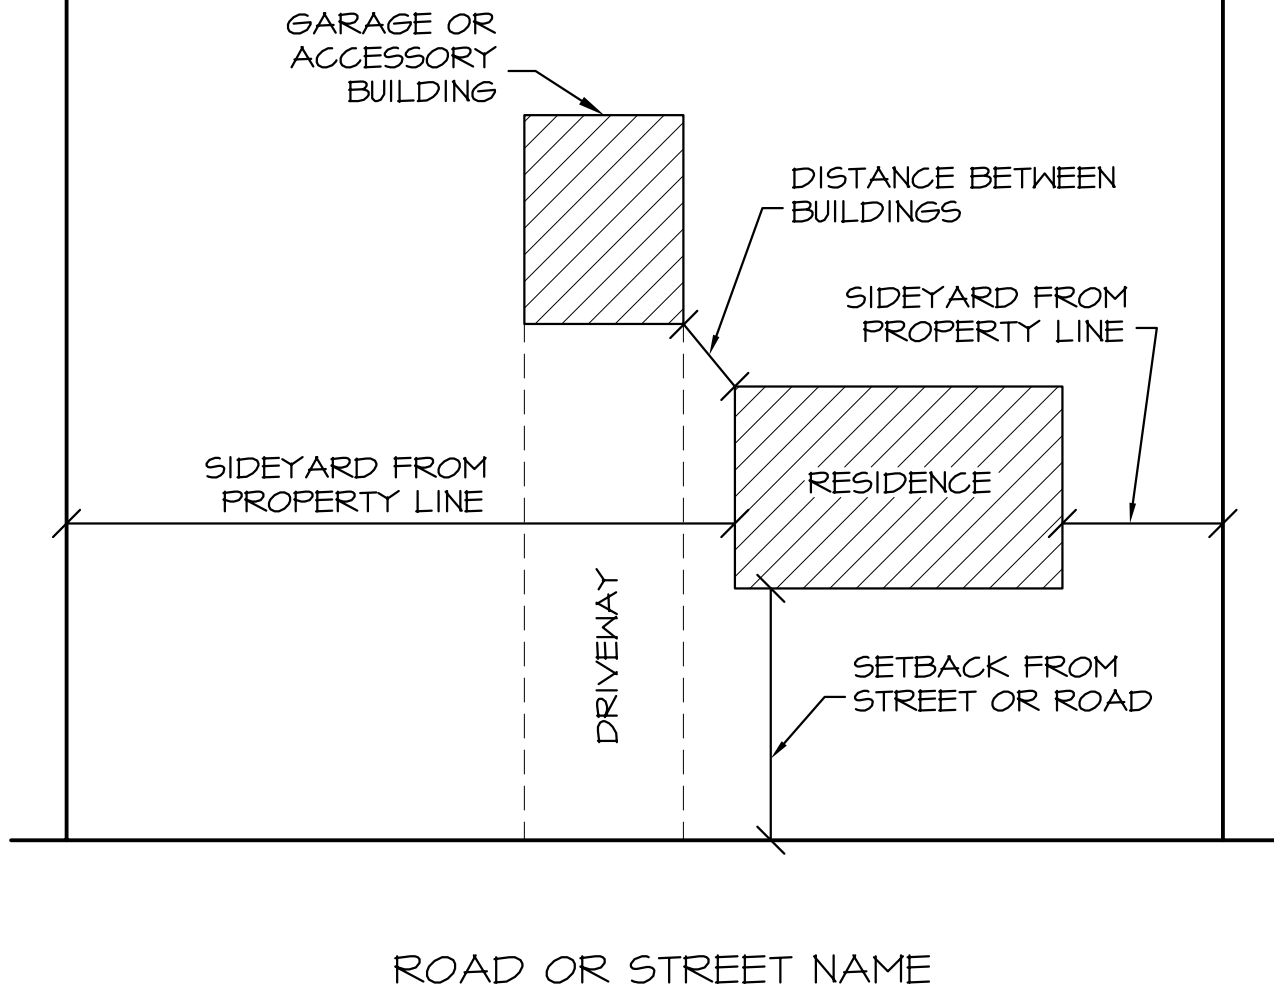 GARAGE OR
ACCESSORY
BUILDING
DISTANCE BETWEEN
BUILDINGS
SIDEYARD FROM
PROPERTY LINE
SIDEYARD FROM
PROPERTY LINE
RESIDENCE
DRIVEWAY
SETBACK FROM
STREET OR ROAD
ROAD OR STREET NAME